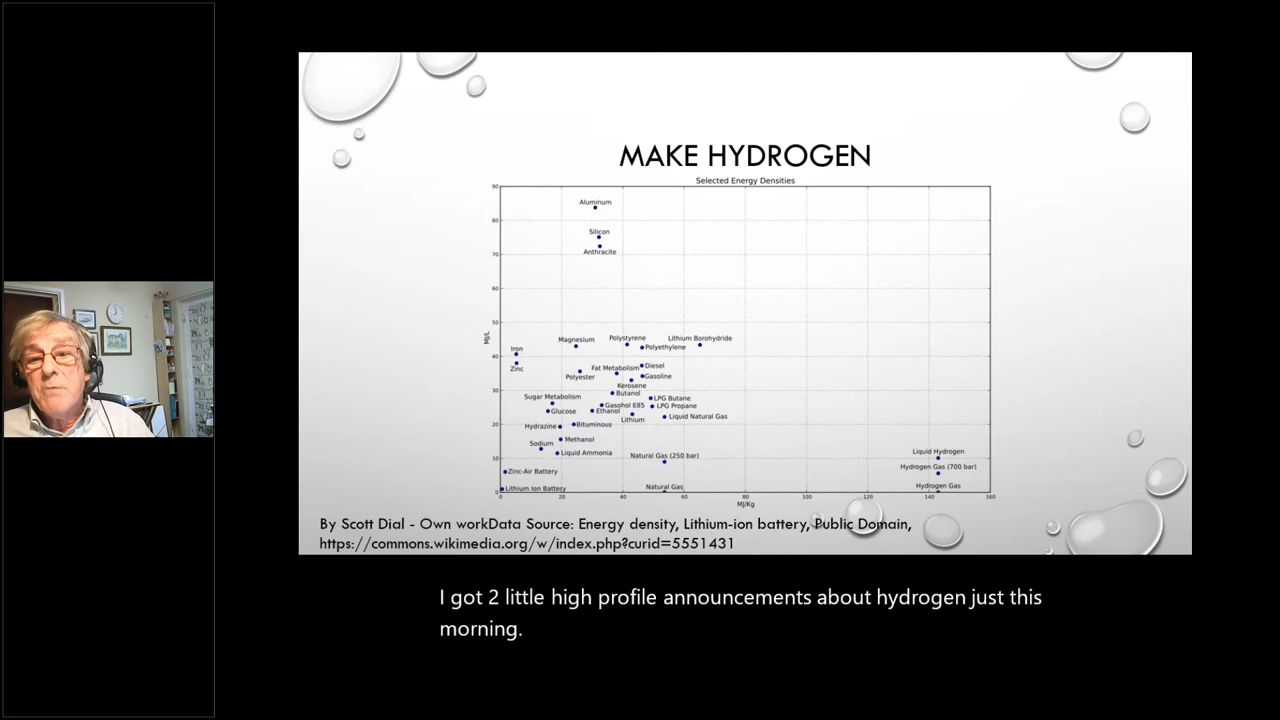 MAKE HYDROGEN
Selected Energy Densities
90
80
70
60
50
40
30
20
10
0
MJ/L
Aluminum
Silicon
Anthracite
Iron
Zinc
Magnesium
Polystyrene
Lithium Borohydride
Polyethylene
Polyester
Fat Metabolism
Diesel
Gasoline
Kerosene
Butanol
Sugar Metabolism
LPG Butane
Glucose
Gasohol E85
LPG Propane
Ethanol
Lithium
Liquid Natural Gas
Hydrazine
Bituminous
Sodium
Methanol
Liquid Ammonia
Natural Gas (250 bar)
Liquid Hydrogen
Hydrogen Gas (700 bar)
Zinc-Air Battery
Lithium Ion Battery
Natural Gas
Hydrogen Gas
0 20 40 60 80 100 120 140 160
MJ/Kg
By Scott Dial - Own workData Source: Energy density, Lithium-ion battery, Public Domain,
https://commons.wikimedia.org/w/index.php?curid=5551431
I got 2 little high profile announcements about hydrogen just this
morning.